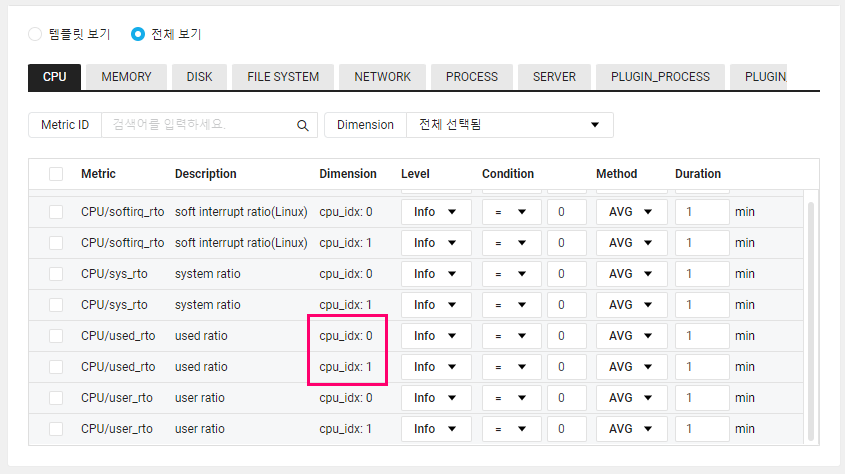 템플릿 보기 전체 보기
CPU MEMORY DISK FILE SYSTEM NETWORK PROCESS SERVER PLUGIN_PROCESS PLUGIN
Metric ID 검색어를 입력하세요. Dimension 전체 선택됨
Metric Description Dimension Level Condition Method Duration
CPU/softirq_rto soft interrupt ratio(Linux) cpu_idx: 0 Info = 0 AVG 1 min
CPU/softirq_rto soft interrupt ratio(Linux) cpu_idx: 1 Info = 0 AVG 1 min
CPU/sys_rto system ratio cpu_idx: 0 Info = 0 AVG 1 min
CPU/sys_rto system ratio cpu_idx: 1 Info = 0 AVG 1 min
CPU/used_rto used ratio cpu_idx: 0 Info = 0 AVG 1 min
CPU/used_rto used ratio cpu_idx: 1 Info = 0 AVG 1 min
CPU/user_rto user ratio cpu_idx: 0 Info = 0 AVG 1 min
CPU/user_rto user ratio cpu_idx: 1 Info = 0 AVG 1 min